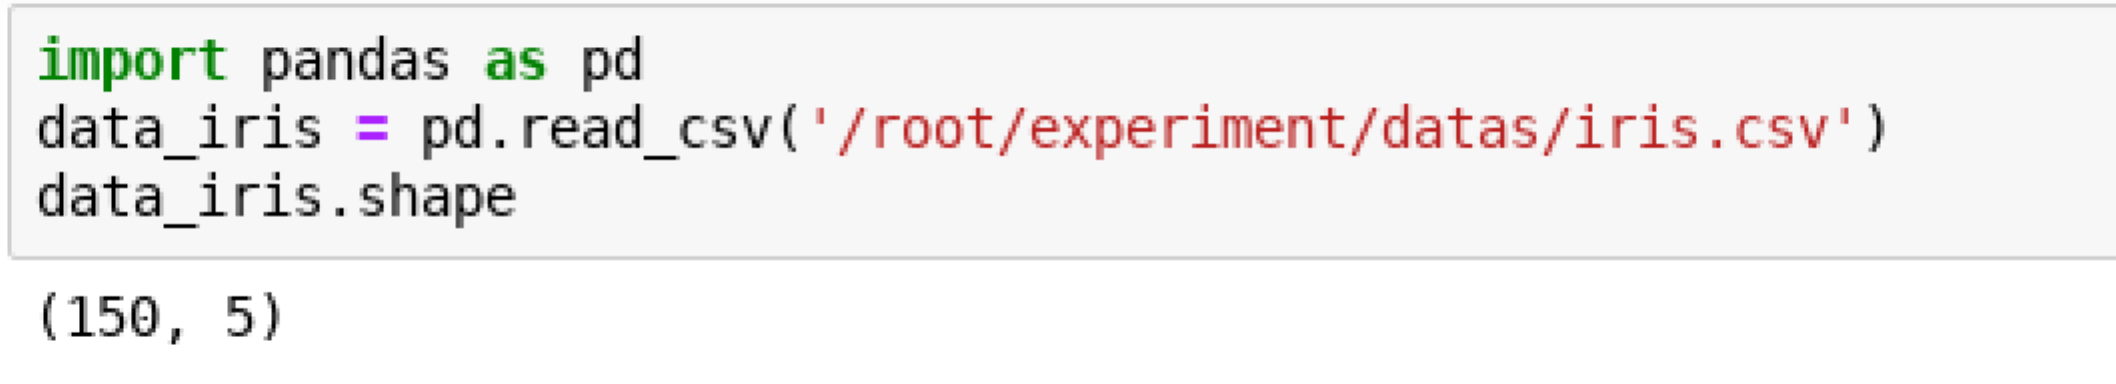 import pandas as pd
data_iris = pd.read_csv('/root/experiment/datas/iris.csv')
data_iris.shape
(150, 5)